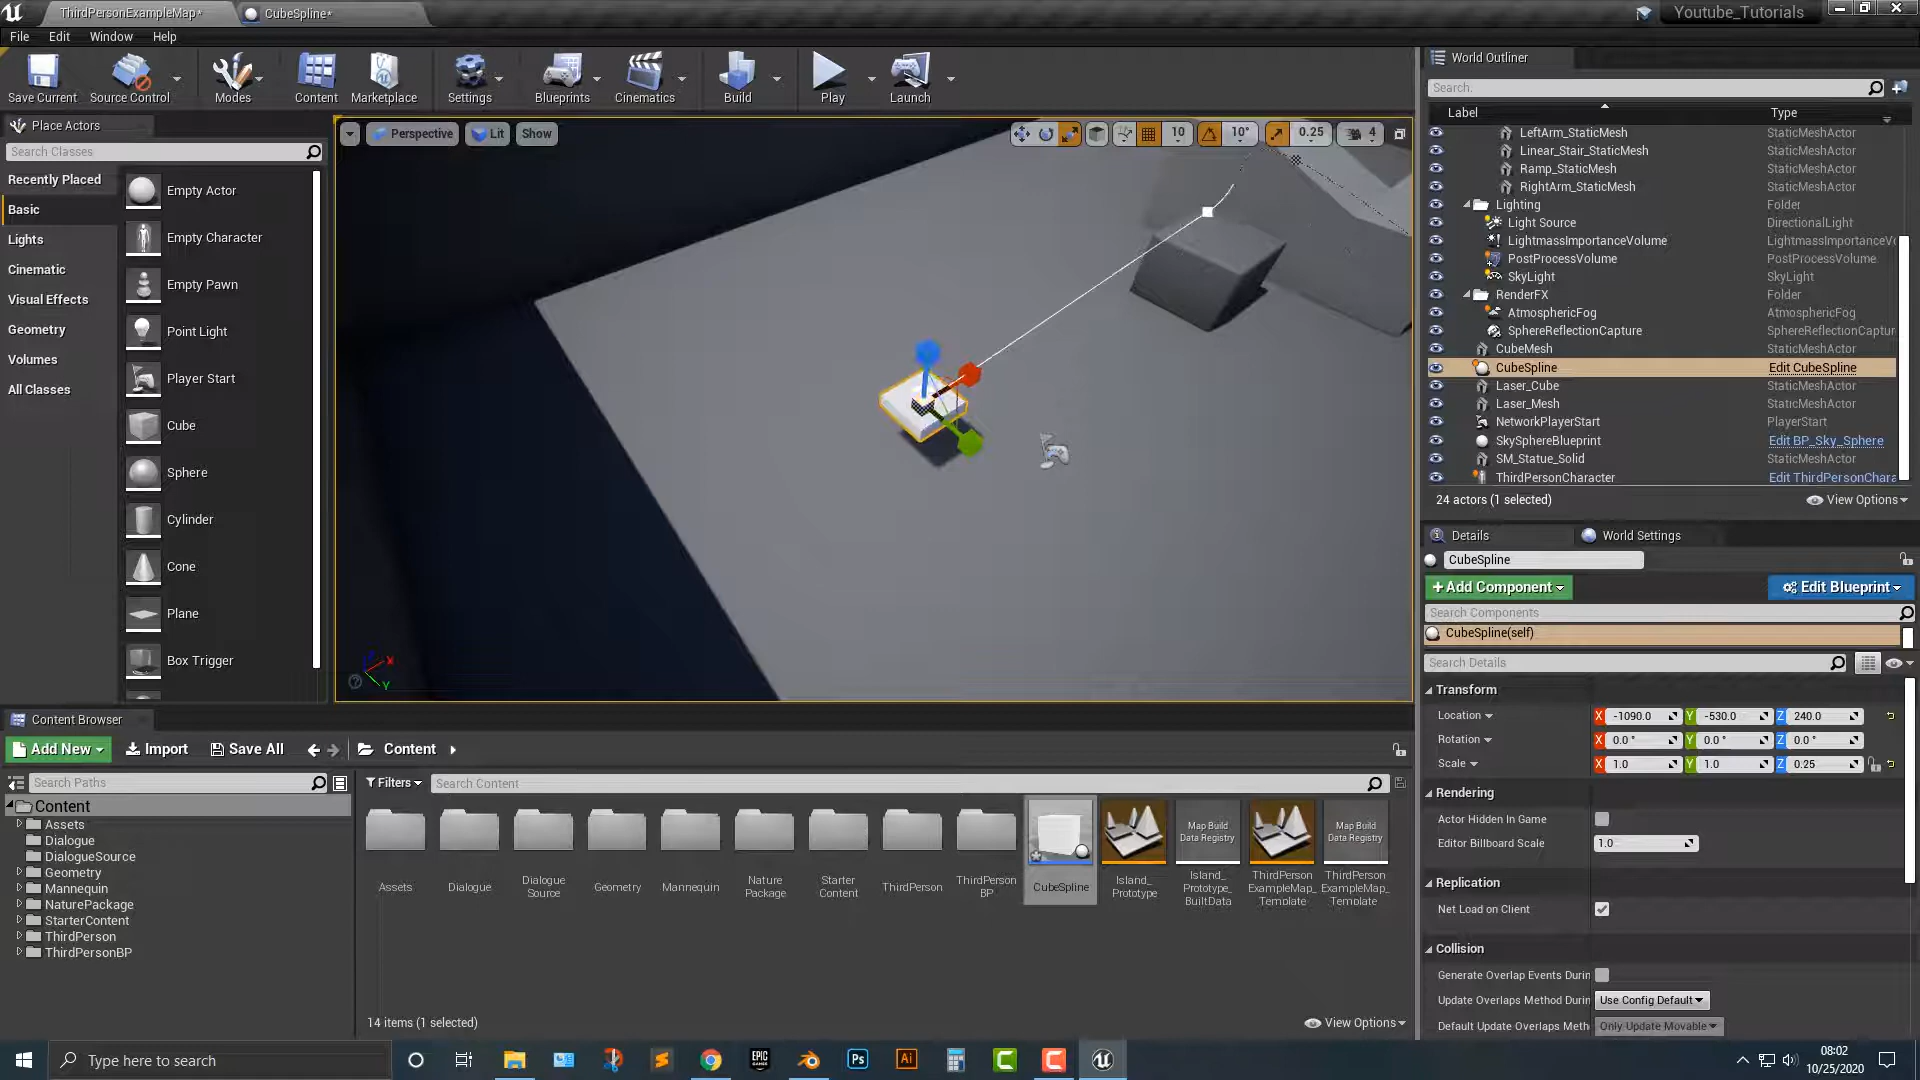 ThirdPersonExampleMap*
CubeSpline*
Youtube_Tutorials
File Edit Window Help
Save Current
Source Control
Modes
Content
Marketplace
Settings
Blueprints
Cinematics
Build
Play
Launch
Place Actors
Search Classes
Recently Placed
Basic
Lights
Cinematic
Visual Effects
Geometry
Volumes
All Classes
Empty Actor
Empty Character
Empty Pawn
Point Light
Player Start
Cube
Sphere
Cylinder
Cone
Plane
Box Trigger
Perspective Lit Show
10 10° 0.25 4
X
Y
World Outliner
Search.
Label Type
LeftArm_StaticMesh StaticMeshActor
Linear_Stair_StaticMesh StaticMeshActor
Ramp_StaticMesh StaticMeshActor
RightArm_StaticMesh StaticMeshActor
Lighting Folder
Light Source DirectionalLight
LightmassImportanceVolume LightmassImportanceVo
PostProcessVolume PostProcessVolume
SkyLight SkyLight
RenderFX Folder
AtmosphericFog AtmosphericFog
SphereReflectionCapture SphereReflectionCaptur
CubeMesh StaticMeshActor
CubeSpline Edit CubeSpline
Laser_Cube StaticMeshActor
Laser_Mesh StaticMeshActor
NetworkPlayerStart PlayerStart
SkySphereBlueprint Edit BP_Sky_Sphere
SM_Statue_Solid StaticMeshActor
ThirdPersonCharacter Edit ThirdPersonChara
24 actors (1 selected) View Options
Details World Settings
CubeSpline
+Add Component Edit Blueprint
Search Components
CubeSpline(self)
Search Details
Transform
Location X -1090.0 Y -530.0 Z 240.0
Rotation X 0.0 ° Y 0.0 ° Z 0.0 °
Scale X 1.0 Y 1.0 Z 0.25
Rendering
Actor Hidden In Game
Editor Billboard Scale 1.0
Replication
Net Load on Client
Collision
Generate Overlap Events Durin
Update Overlaps Method Durin Use Config Default
Default Update Overlaps Meth Only Update Movable
Content Browser
Add New Import Save All Content
Search Paths
Filters Search Content
Content
Assets
Dialogue
DialogueSource
Geometry
Mannequin
NaturePackage
StarterContent
ThirdPerson
ThirdPersonBP
Map Build
Data Registry
Map Build
Data Registry
Assets
Dialogue
Dialogue
Source
Geometry
Mannequin
Nature
Package
Starter
Content
ThirdPerson
ThirdPerson
BP
CubeSpline
Island_
Prototype
Island_
Prototype_
BuiltData
ThirdPerson
ExampleMap_
Template
ThirdPerson
ExampleMap_
Template
14 items (1 selected) View Options
Type here to search
EPIC
GAMES
Ps
Ai
08:02
10/25/2020